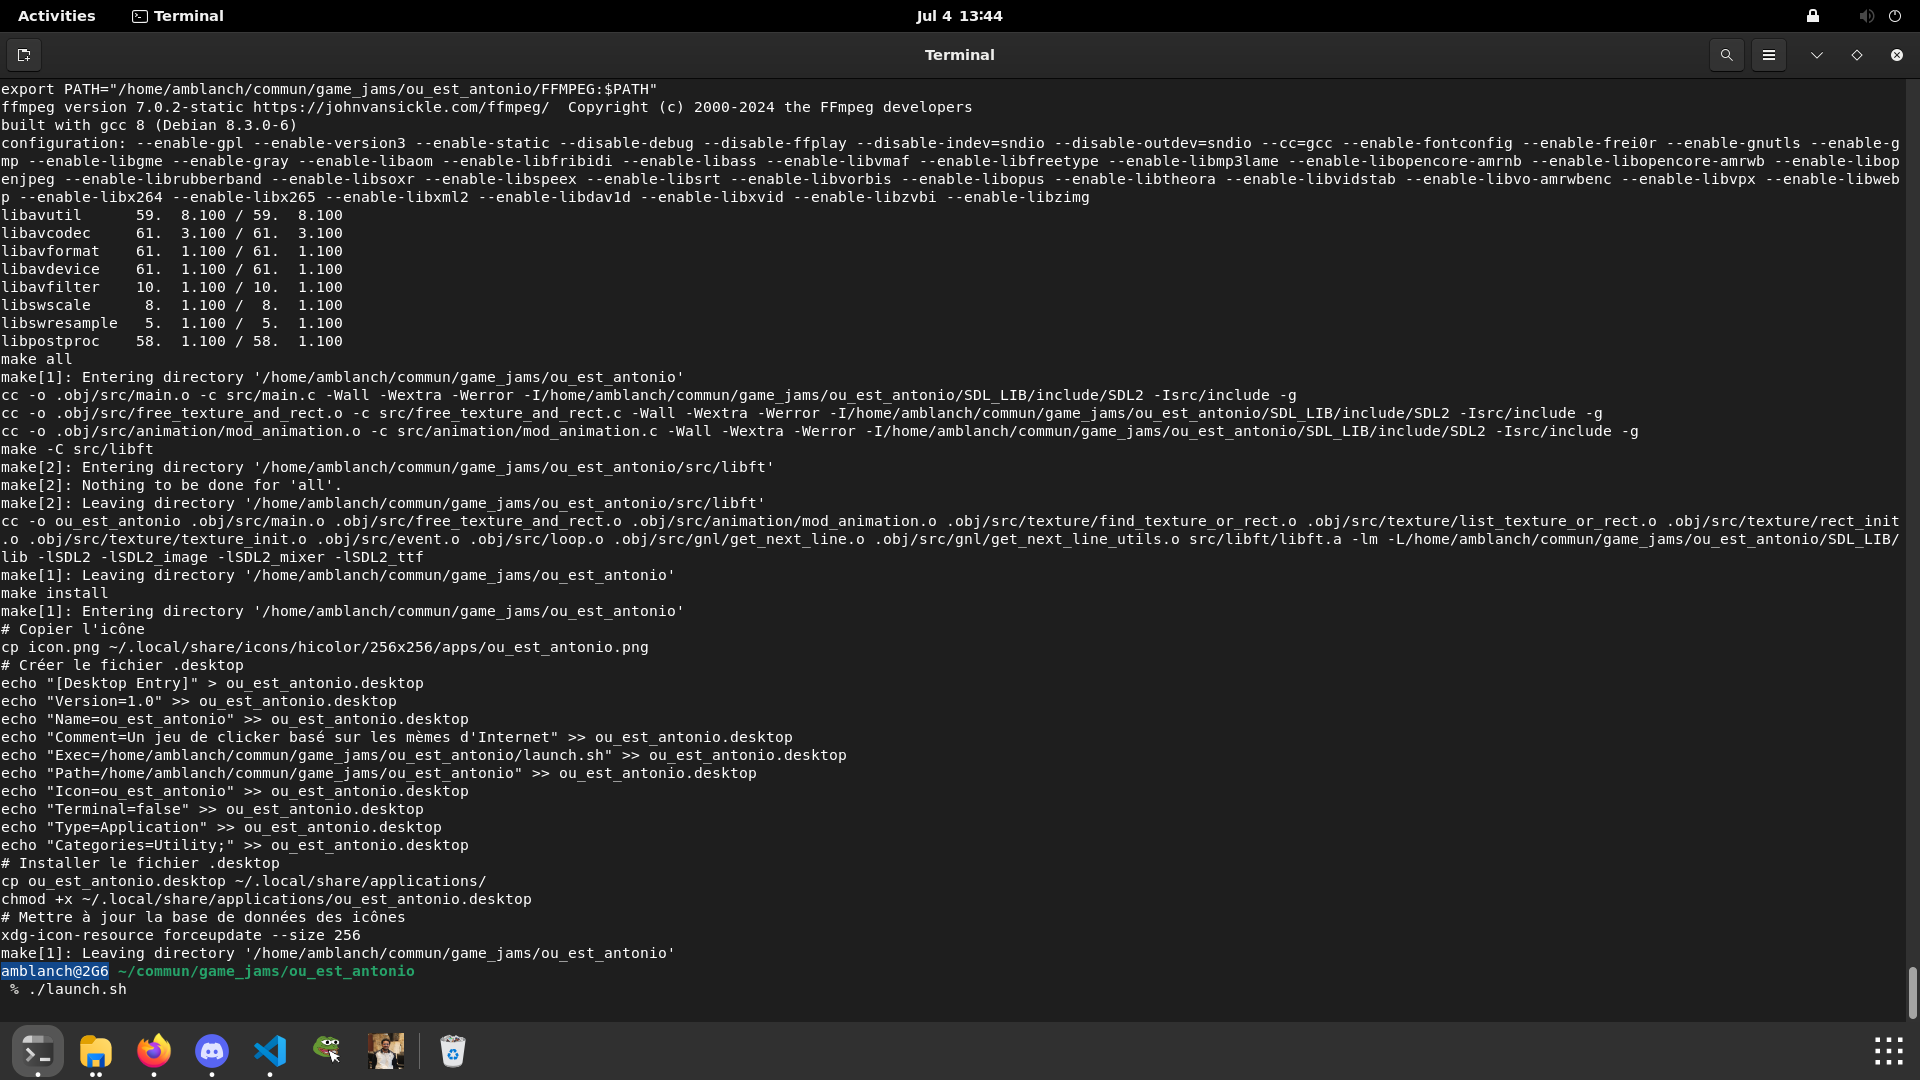 Activities
Terminal
Jul 4 13:44
Terminal
export PATH="/home/amblanch/commun/game_jams/ou_est_antonio/FFMPEG:$PATH"
ffmpeg version 7.0.2-static https://johnvansickle.com/ffmpeg/  Copyright (c) 2000-2024 the FFmpeg developers
built with gcc 8 (Debian 8.3.0-6)
configuration: --enable-gpl --enable-version3 --enable-static --disable-debug --disable-ffplay --disable-indev=sndio --disable-outdev=sndio --cc=gcc --enable-fontconfig --enable-frei0r --enable-gnutls --enable-g
mp --enable-libgme --enable-gray --enable-libaom --enable-libfribidi --enable-libass --enable-libvmaf --enable-libfreetype --enable-libmp3lame --enable-libopencore-amrnb --enable-libopencore-amrwb --enable-libop
enjpeg --enable-librubberband --enable-libsoxr --enable-libspeex --enable-libsrt --enable-libvorbis --enable-libopus --enable-libtheora --enable-libvidstab --enable-libvo-amrwbenc --enable-libvpx --enable-libweb
p --enable-libx264 --enable-libx265 --enable-libxml2 --enable-libdav1d --enable-libxvid --enable-libzvbi --enable-libzimg
libavutil      59.  8.100 / 59.  8.100
libavcodec     61.  3.100 / 61.  3.100
libavformat    61.  1.100 / 61.  1.100
libavdevice    61.  1.100 / 61.  1.100
libavfilter    10.  1.100 / 10.  1.100
libswscale      8.  1.100 /  8.  1.100
libswresample   5.  1.100 /  5.  1.100
libpostproc    58.  1.100 / 58.  1.100
make all
make[1]: Entering directory '/home/amblanch/commun/game_jams/ou_est_antonio'
cc -o .obj/src/main.o -c src/main.c -Wall -Wextra -Werror -I/home/amblanch/commun/game_jams/ou_est_antonio/SDL_LIB/include/SDL2 -Isrc/include -g
cc -o .obj/src/free_texture_and_rect.o -c src/free_texture_and_rect.c -Wall -Wextra -Werror -I/home/amblanch/commun/game_jams/ou_est_antonio/SDL_LIB/include/SDL2 -Isrc/include -g
cc -o .obj/src/animation/mod_animation.o -c src/animation/mod_animation.c -Wall -Wextra -Werror -I/home/amblanch/commun/game_jams/ou_est_antonio/SDL_LIB/include/SDL2 -Isrc/include -g
make -C src/libft
make[2]: Entering directory '/home/amblanch/commun/game_jams/ou_est_antonio/src/libft'
make[2]: Nothing to be done for 'all'.
make[2]: Leaving directory '/home/amblanch/commun/game_jams/ou_est_antonio/src/libft'
cc -o ou_est_antonio .obj/src/main.o .obj/src/free_texture_and_rect.o .obj/src/animation/mod_animation.o .obj/src/texture/find_texture_or_rect.o .obj/src/texture/list_texture_or_rect.o .obj/src/texture/rect_init
.o .obj/src/texture/texture_init.o .obj/src/event.o .obj/src/loop.o .obj/src/gnl/get_next_line.o .obj/src/gnl/get_next_line_utils.o src/libft/libft.a -lm -L/home/amblanch/commun/game_jams/ou_est_antonio/SDL_LIB/
lib -lSDL2 -lSDL2_image -lSDL2_mixer -lSDL2_ttf
make[1]: Leaving directory '/home/amblanch/commun/game_jams/ou_est_antonio'
make install
make[1]: Entering directory '/home/amblanch/commun/game_jams/ou_est_antonio'
# Copier l'icône
cp icon.png ~/.local/share/icons/hicolor/256x256/apps/ou_est_antonio.png
# Créer le fichier .desktop
echo "[Desktop Entry]" > ou_est_antonio.desktop
echo "Version=1.0" >> ou_est_antonio.desktop
echo "Name=ou_est_antonio" >> ou_est_antonio.desktop
echo "Comment=Un jeu de clicker basé sur les mèmes d'Internet" >> ou_est_antonio.desktop
echo "Exec=/home/amblanch/commun/game_jams/ou_est_antonio/launch.sh" >> ou_est_antonio.desktop
echo "Path=/home/amblanch/commun/game_jams/ou_est_antonio" >> ou_est_antonio.desktop
echo "Icon=ou_est_antonio" >> ou_est_antonio.desktop
echo "Terminal=false" >> ou_est_antonio.desktop
echo "Type=Application" >> ou_est_antonio.desktop
echo "Categories=Utility;" >> ou_est_antonio.desktop
# Installer le fichier .desktop
cp ou_est_antonio.desktop ~/.local/share/applications/
chmod +x ~/.local/share/applications/ou_est_antonio.desktop
# Mettre à jour la base de données des icônes
xdg-icon-resource forceupdate --size 256
make[1]: Leaving directory '/home/amblanch/commun/game_jams/ou_est_antonio'
amblanch@2G6 ~/commun/game_jams/ou_est_antonio
% ./launch.sh